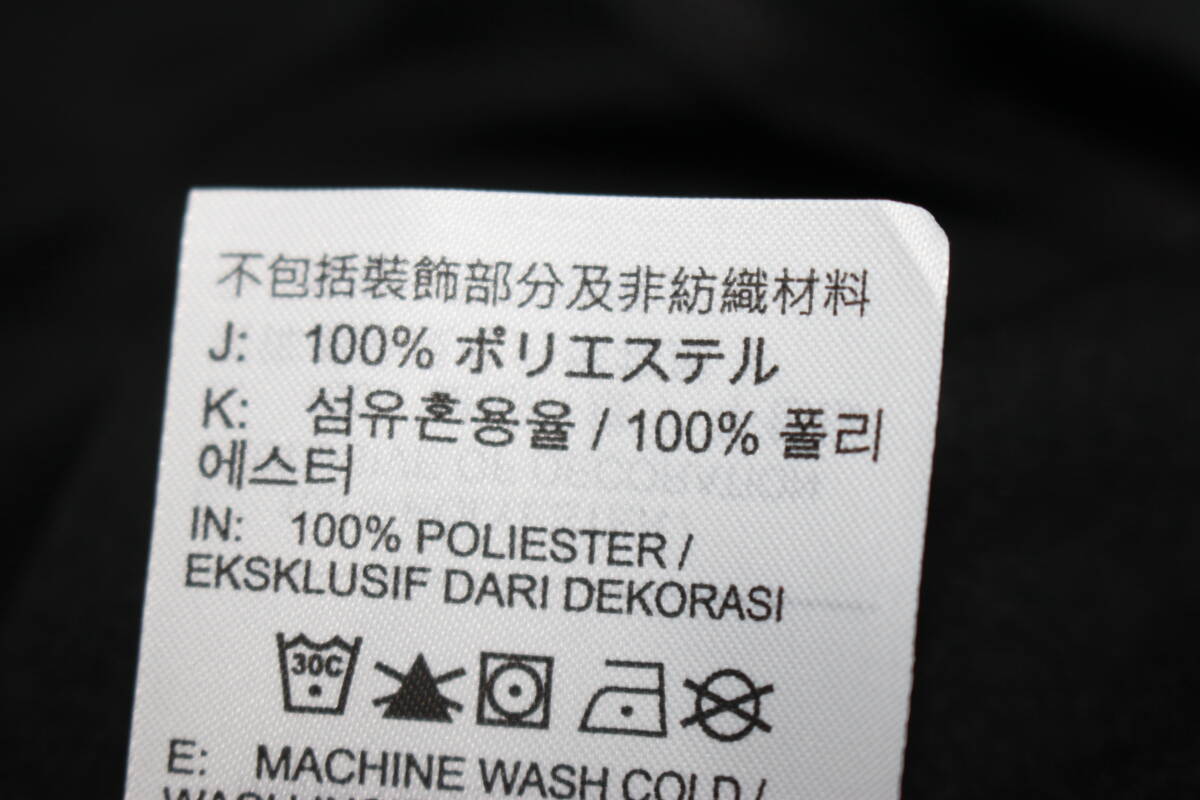 不包括裝飾部分及非紡織材料
J: 100% ポリエステル
K: 섬유혼용율 / 100% 폴리
에스터
IN: 100% POLIESTER /
EKSKLUSIF DARI DEKORASI
30C
E: MACHINE WASH COLD /
WASH